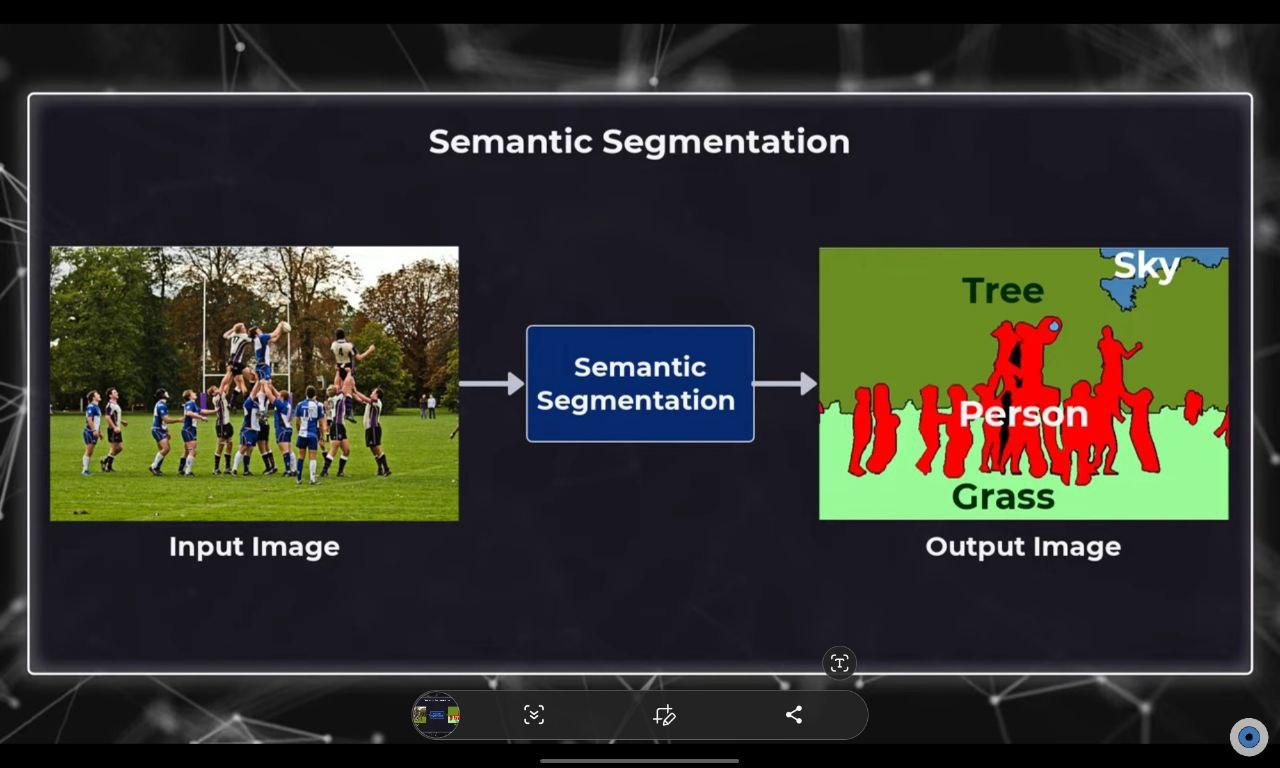 Semantic Segmentation
Sky
Tree
Semantic
Segmentation
Person
Grass
Input Image
Output Image